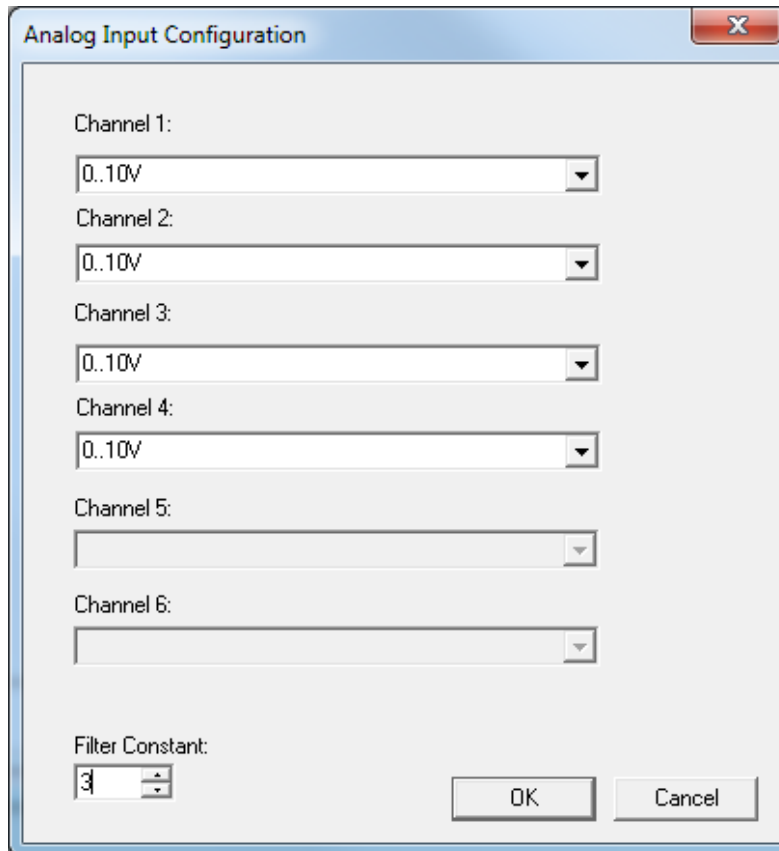 Analog Input Configuration
Channel 1:
0..10V
Channel 2:
0..10V
Channel 3:
0..10V
Channel 4:
0..10V
Channel 5:
Channel 6:
Filter Constant:
3
OK Cancel